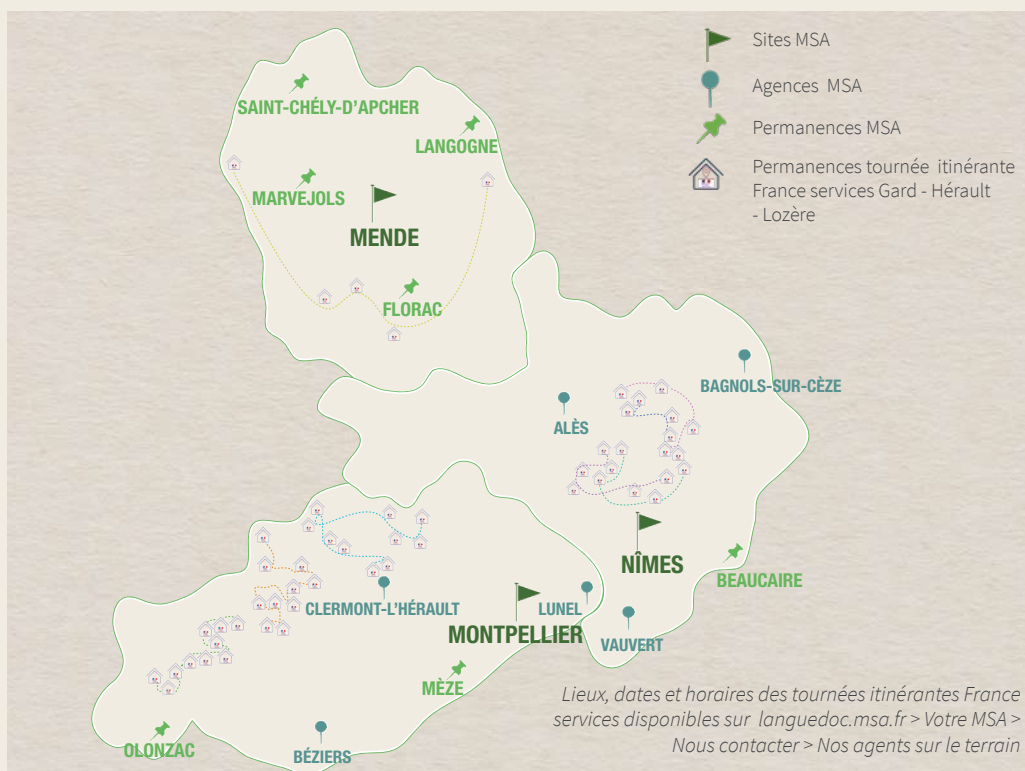 Sites MSA
Agences MSA
Permanences MSA
Permanences tournée itinérante
France services Gard - Hérault
- Lozère
SAINT-CHÉLY-D'APCHER
LANGOGNE
MARVEJOLS
MENDE
FLORAC
BAGNOLS-SUR-CÈZE
ALÈS
NÎMES
BEAUCAIRE
CLERMONT-L'HÉRAULT
LUNEL
MONTPELLIER
VAUVERT
MÈZE
OLONZAC
BÉZIERS
Lieux, dates et horaires des tournées itinérantes France
services disponibles sur languedoc.msa.fr > Votre MSA >
Nous contacter > Nos agents sur le terrain